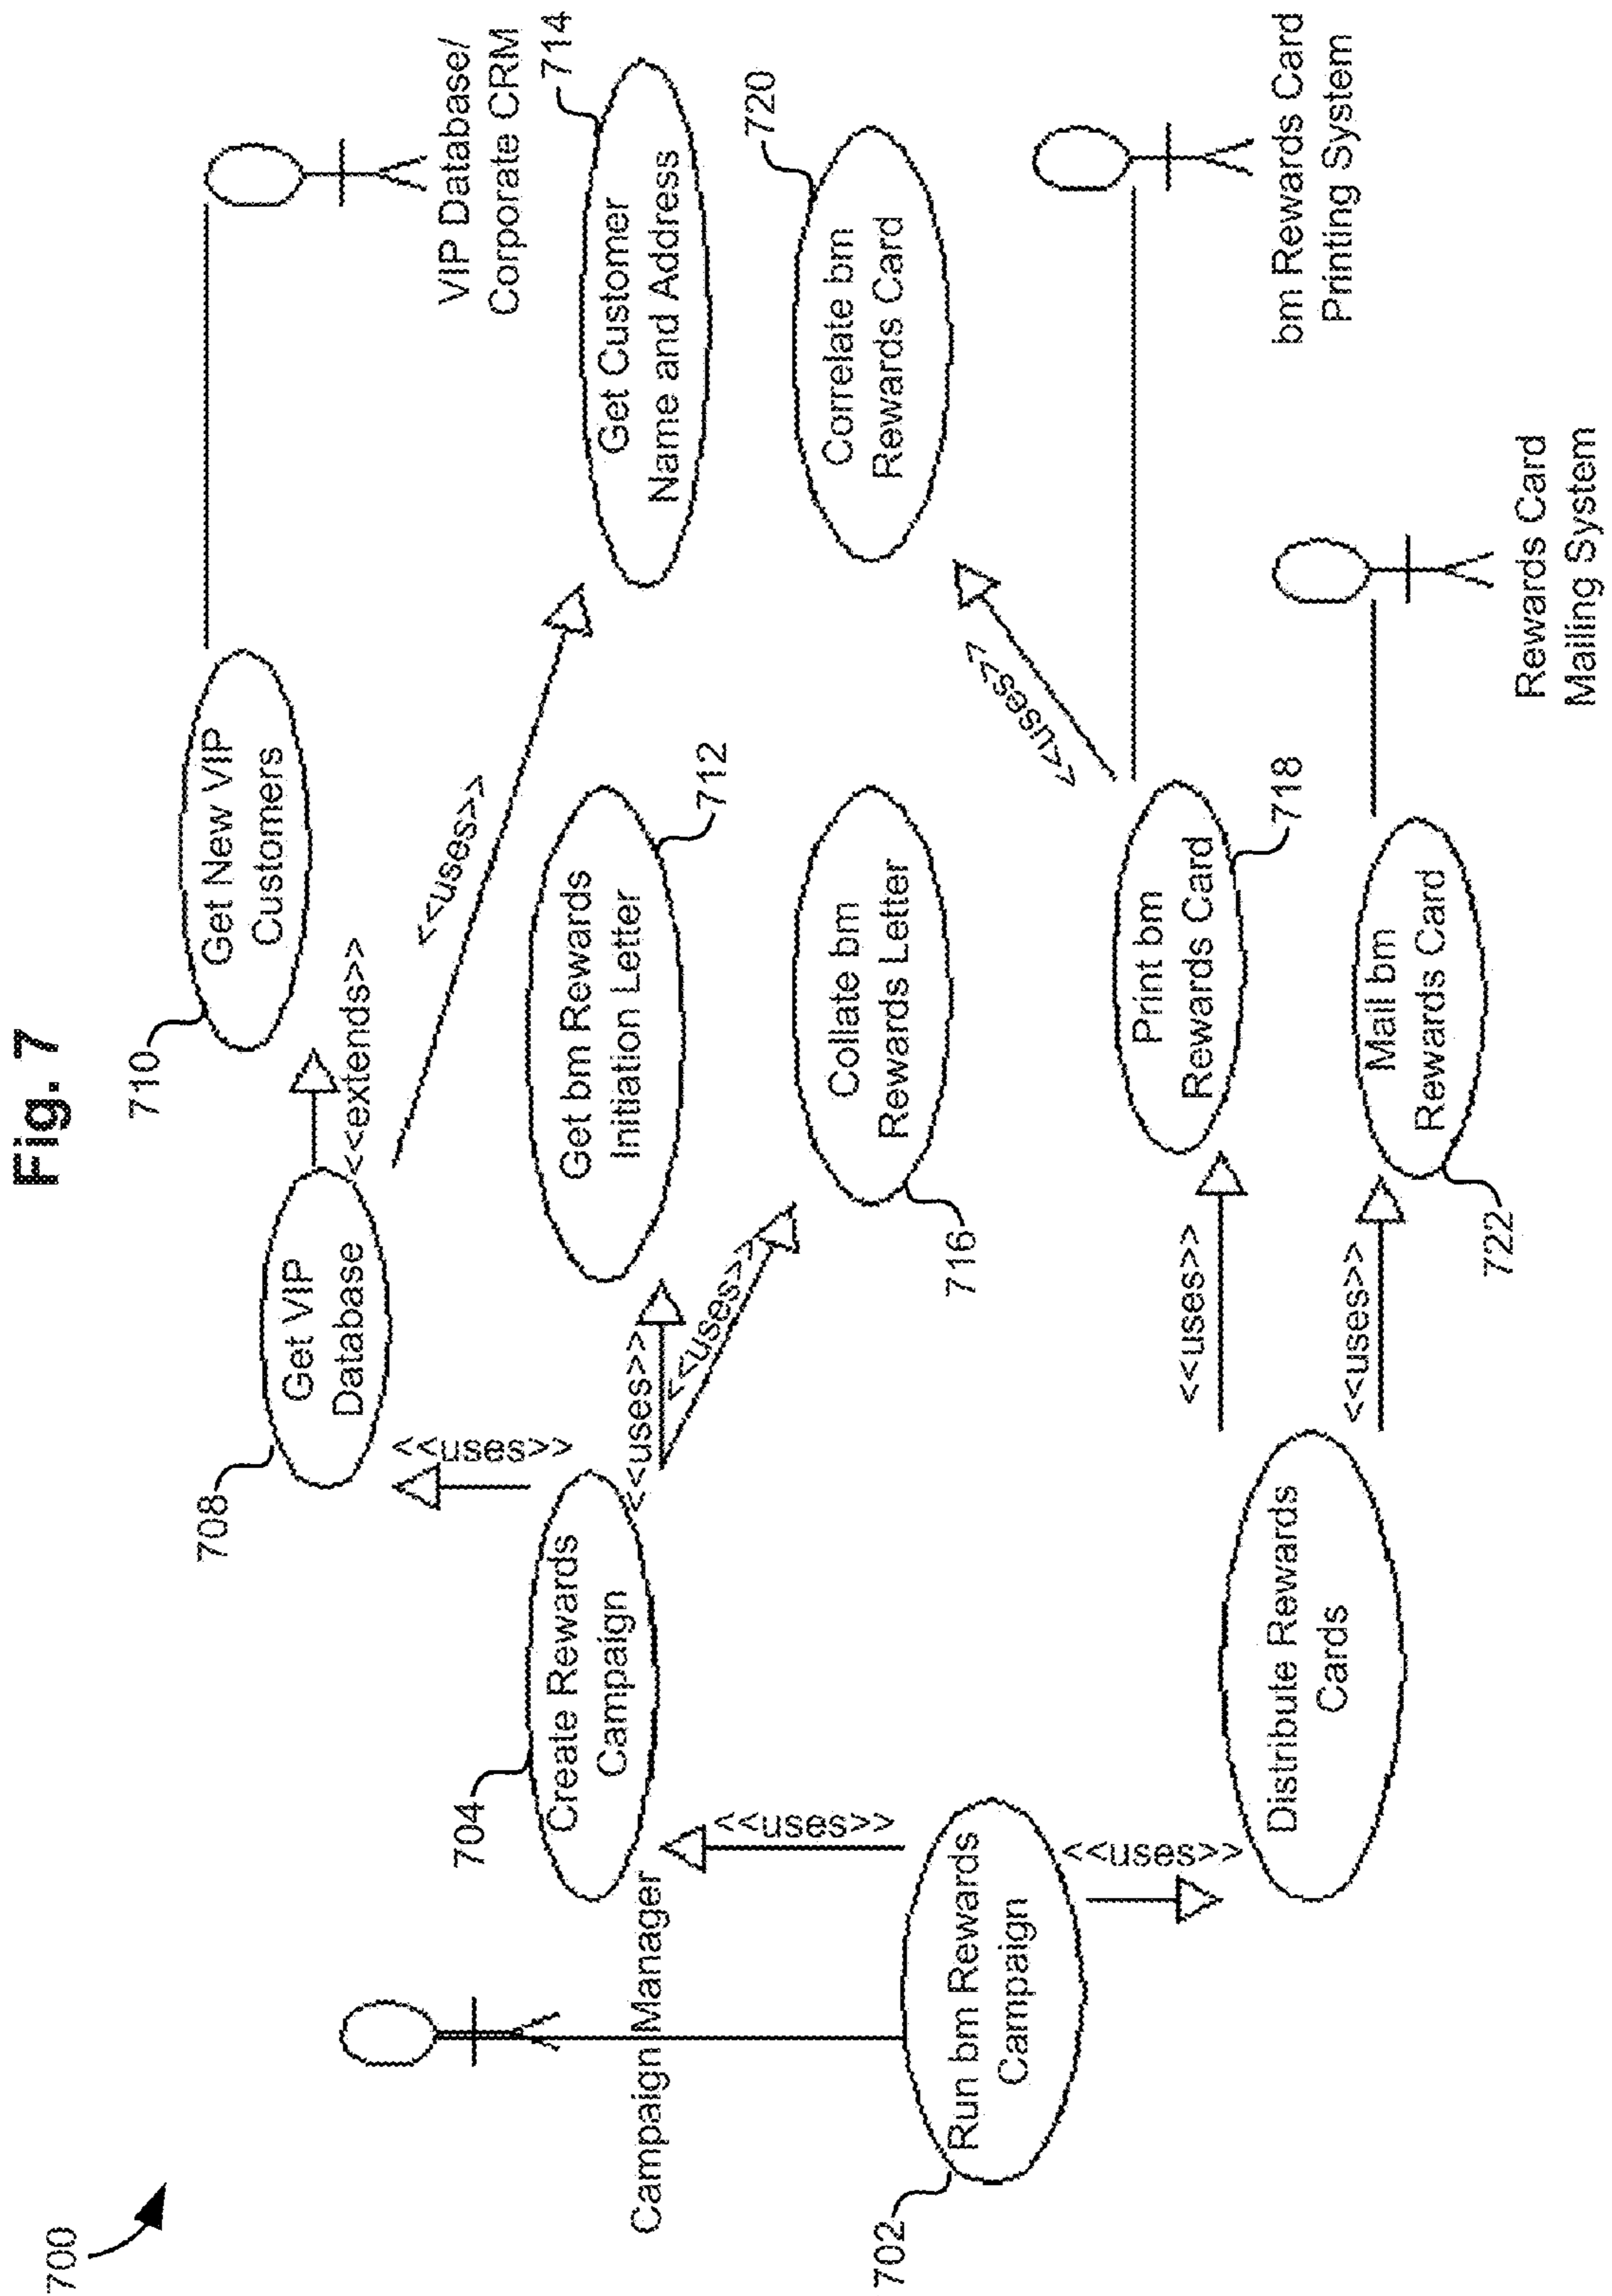 Fig. 7
700
710
Get New VIP
Customers
VIP Database/
Corporate CRM
708
Get VIP
Database
<<extends>>
<<uses>>
<<uses>>
714
Get Customer
Name and Address
704
Create Rewards
Campaign
<<uses>>
<<uses>>
Get bm Rewards
Initiation Letter
712
720
Correlate bm
Rewards Card
Campaign Manager
<<uses>>
716
Collate bm
Rewards Letter
<<uses>>
702
Run bm Rewards
Campaign
<<uses>>
<<uses>>
Print bm
Rewards Card
718
bm Rewards Card
Printing System
Distribute Rewards
Cards
<<uses>>
722
Mail bm
Rewards Card
Rewards Card
Mailing System